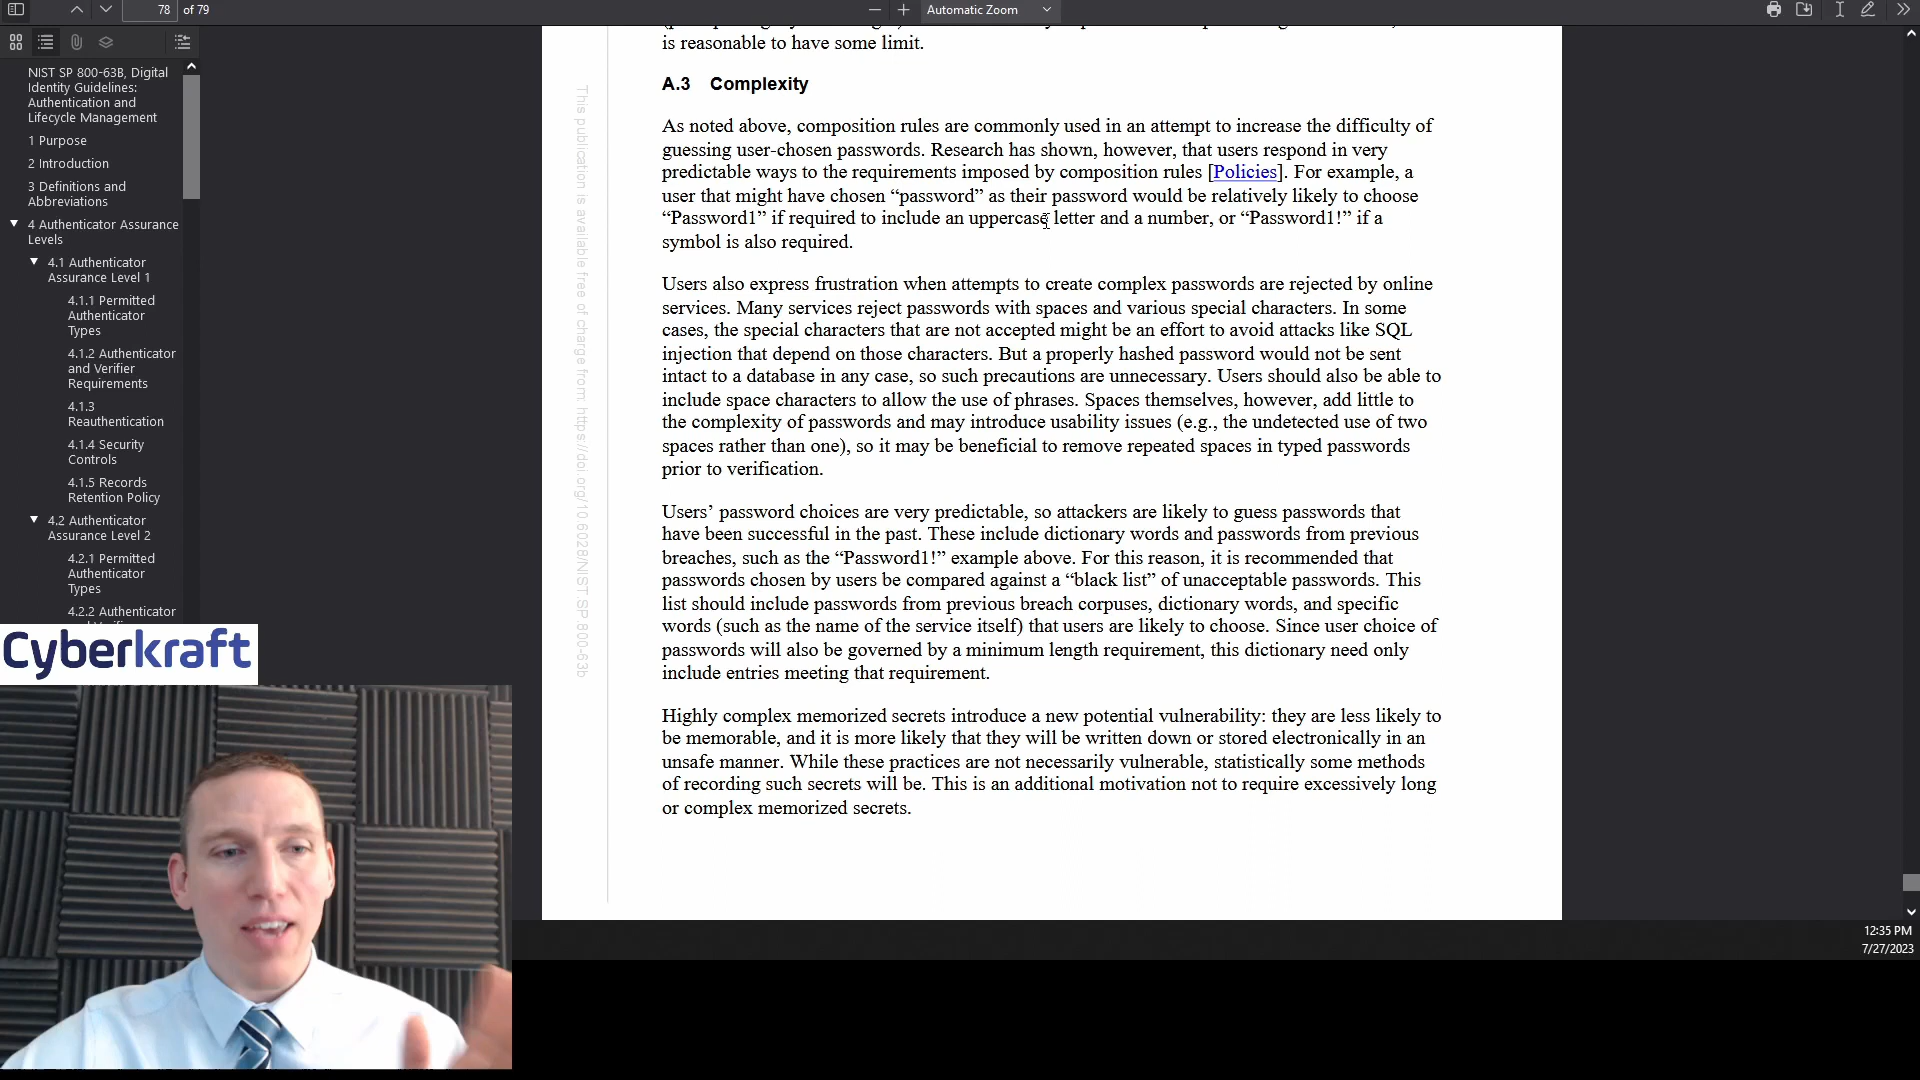 78 of 79
Automatic Zoom
NIST SP 800-63B, Digital
Identity Guidelines:
Authentication and
Lifecycle Management
1 Purpose
2 Introduction
3 Definitions and
Abbreviations
4 Authenticator Assurance
Levels
4.1 Authenticator
Assurance Level 1
4.1.1 Permitted
Authenticator
Types
4.1.2 Authenticator
and Verifier
Requirements
4.1.3
Reauthentication
4.1.4 Security
Controls
4.1.5 Records
Retention Policy
4.2 Authenticator
Assurance Level 2
4.2.1 Permitted
Authenticator
Types
4.2.2 Authenticator
Cyberkraft
This publication is available free of charge from: https://doi.org/10.6028/NIST.SP.800-63b
is reasonable to have some limit.
A.3 Complexity
As noted above, composition rules are commonly used in an attempt to increase the difficulty of
guessing user-chosen passwords. Research has shown, however, that users respond in very
predictable ways to the requirements imposed by composition rules [Policies]. For example, a
user that might have chosen “password” as their password would be relatively likely to choose
“Password1” if required to include an uppercase letter and a number, or “Password1!” if a
symbol is also required.
Users also express frustration when attempts to create complex passwords are rejected by online
services. Many services reject passwords with spaces and various special characters. In some
cases, the special characters that are not accepted might be an effort to avoid attacks like SQL
injection that depend on those characters. But a properly hashed password would not be sent
intact to a database in any case, so such precautions are unnecessary. Users should also be able to
include space characters to allow the use of phrases. Spaces themselves, however, add little to
the complexity of passwords and may introduce usability issues (e.g., the undetected use of two
spaces rather than one), so it may be beneficial to remove repeated spaces in typed passwords
prior to verification.
Users’ password choices are very predictable, so attackers are likely to guess passwords that
have been successful in the past. These include dictionary words and passwords from previous
breaches, such as the “Password1!” example above. For this reason, it is recommended that
passwords chosen by users be compared against a “black list” of unacceptable passwords. This
list should include passwords from previous breach corpuses, dictionary words, and specific
words (such as the name of the service itself) that users are likely to choose. Since user choice of
passwords will also be governed by a minimum length requirement, this dictionary need only
include entries meeting that requirement.
Highly complex memorized secrets introduce a new potential vulnerability: they are less likely to
be memorable, and it is more likely that they will be written down or stored electronically in an
unsafe manner. While these practices are not necessarily vulnerable, statistically some methods
of recording such secrets will be. This is an additional motivation not to require excessively long
or complex memorized secrets.
12:35 PM
7/27/2023